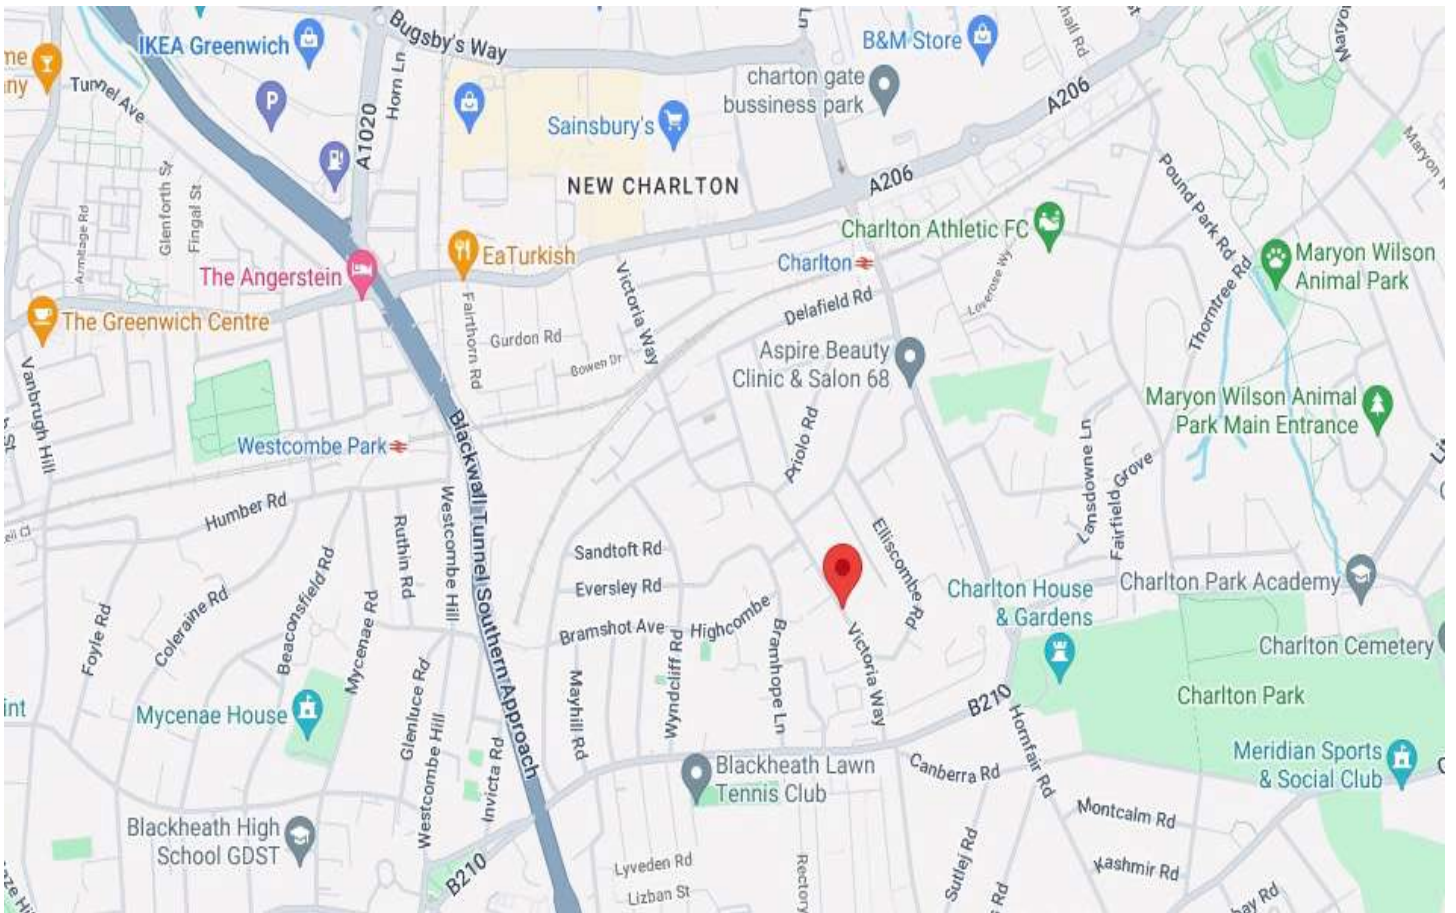 Bugsby's Way
IKEA Greenwich
B&M Store
charton gate
bussiness park
Tunnel Ave
Horn Ln
A1020
Sainsbury's
A206
A206
NEW CHARLTON
Pound Park Rd
Glenforth St
Fingal St
Armitage Rd
Charlton Athletic FC
Maryon Wilson
Animal Park
The Angerstein
EaTurkish
Victoria Way
Charlton
Delafield Rd
Thorntree Rd
The Greenwich Centre
Fairthorn Rd
Gurdon Rd
Bowen Dr
Aspire Beauty
Clinic & Salon 68
Vanbrugh Hill
Maryon Wilson Animal
Park Main Entrance
Westcombe Park
Priolo Rd
Lansdowne Ln
Fairfield Grove
Blackwall Tunnel Southern Approach
Humber Rd
Ruthin Rd
Westcombe Hill
Sandtoft Rd
Elliscombe Rd
Eversley Rd
Charlton House
& Gardens
Charlton Park Academy
Foyle Rd
Coleraine Rd
Beaconsfield Rd
Mycenae Rd
Bramshot Ave
Highcombe
Bramhope Ln
Wyndcliff Rd
Victoria Way
Charlton Cemetery
Mycenae House
Glenluce Rd
Westcombe Hill
Invicta Rd
Mayhill Rd
B210
Hornfair Rd
Charlton Park
Blackheath Lawn
Tennis Club
Canberra Rd
Meridian Sports
& Social Club
Montcalm Rd
Blackheath High
School GDST
B210
Lyveden Rd
Lizban St
Rectory
Sutlej Rd
Kashmir Rd